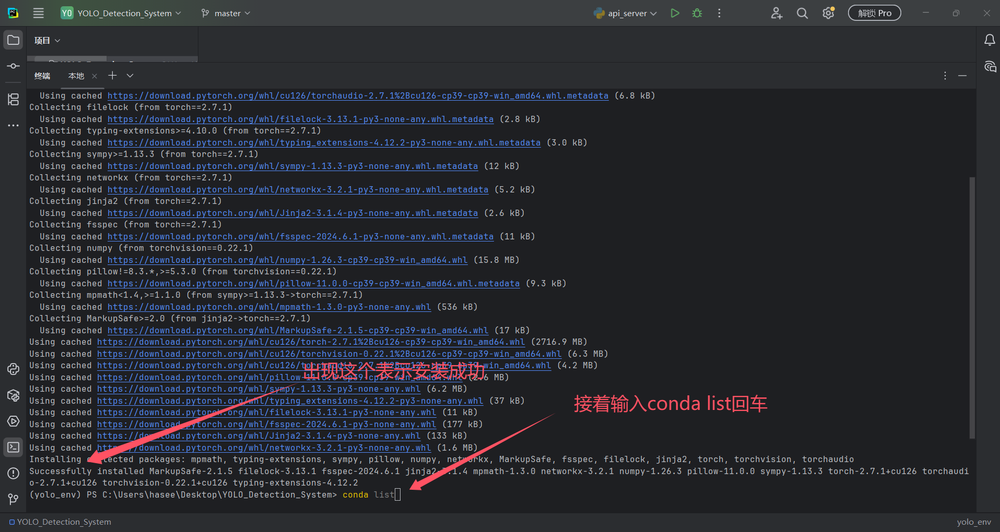 YO YOLO_Detection_System master api_server 解锁 Pro
项目
终端 本地
Using cached https://download.pytorch.org/whl/cu126/torchaudio-2.7.1%2Bcu126-cp39-cp39-win_amd64.whl.metadata (6.8 kB)
Collecting filelock (from torch==2.7.1)
Using cached https://download.pytorch.org/whl/filelock-3.13.1-py3-none-any.whl.metadata (2.8 kB)
Collecting typing-extensions>=4.10.0 (from torch==2.7.1)
Using cached https://download.pytorch.org/whl/typing_extensions-4.12.2-py3-none-any.whl.metadata (3.0 kB)
Collecting sympy>=1.13.3 (from torch==2.7.1)
Using cached https://download.pytorch.org/whl/sympy-1.13.3-py3-none-any.whl.metadata (12 kB)
Collecting networkx (from torch==2.7.1)
Using cached https://download.pytorch.org/whl/networkx-3.2.1-py3-none-any.whl.metadata (5.2 kB)
Collecting jinja2 (from torch==2.7.1)
Using cached https://download.pytorch.org/whl/Jinja2-3.1.4-py3-none-any.whl.metadata (2.6 kB)
Collecting fsspec (from torch==2.7.1)
Using cached https://download.pytorch.org/whl/fsspec-2024.6.1-py3-none-any.whl.metadata (11 kB)
Collecting numpy (from torchvision==0.22.1)
Using cached https://download.pytorch.org/whl/numpy-1.26.3-cp39-cp39-win_amd64.whl (15.8 MB)
Collecting pillow!=8.3.*,>=5.3.0 (from torchvision==0.22.1)
Using cached https://download.pytorch.org/whl/pillow-11.0.0-cp39-cp39-win_amd64.whl.metadata (9.3 kB)
Collecting mpmath<1.4,>=1.1.0 (from sympy>=1.13.3->torch==2.7.1)
Using cached https://download.pytorch.org/whl/mpmath-1.3.0-py3-none-any.whl (536 kB)
Collecting MarkupSafe>=2.0 (from jinja2->torch==2.7.1)
Using cached https://download.pytorch.org/whl/MarkupSafe-2.1.5-cp39-cp39-win_amd64.whl (17 kB)
Using cached https://download.pytorch.org/whl/cu126/torch-2.7.1%2Bcu126-cp39-cp39-win_amd64.whl (2716.9 MB)
Using cached https://download.pytorch.org/whl/cu126/torchvision-0.22.1%2Bcu126-cp39-cp39-win_amd64.whl (6.3 MB)
Using cached https://download.pytorch.org/whl/cu126/torchaudio-2.7.1%2Bcu126-cp39-cp39-win_amd64.whl (4.2 MB)
出现这个表示安装成功
Using cached https://download.pytorch.org/whl/pillow-11.0.0-cp39-cp39-win_amd64.whl (2.6 MB)
Using cached https://download.pytorch.org/whl/sympy-1.13.3-py3-none-any.whl (6.2 MB)
Using cached https://download.pytorch.org/whl/typing_extensions-4.12.2-py3-none-any.whl (37 kB)
接着输入conda list回车
Using cached https://download.pytorch.org/whl/filelock-3.13.1-py3-none-any.whl (11 kB)
Using cached https://download.pytorch.org/whl/fsspec-2024.6.1-py3-none-any.whl (177 kB)
Using cached https://download.pytorch.org/whl/Jinja2-3.1.4-py3-none-any.whl (133 kB)
Using cached https://download.pytorch.org/whl/networkx-3.2.1-py3-none-any.whl (1.6 MB)
Installing collected packages: mpmath, typing-extensions, sympy, pillow, numpy, networkx, MarkupSafe, fsspec, filelock, jinja2, torch, torchvision, torchaudio
Successfully installed MarkupSafe-2.1.5 filelock-3.13.1 fsspec-2024.6.1 jinja2-3.1.4 mpmath-1.3.0 networkx-3.2.1 numpy-1.26.3 pillow-11.0.0 sympy-1.13.3 torch-2.7.1+cu126 torchaudi
o-2.7.1+cu126 torchvision-0.22.1+cu126 typing-extensions-4.12.2
(yolo_env) PS C:\Users\hasee\Desktop\YOLO_Detection_System> conda list
YOLO_Detection_System yolo_env